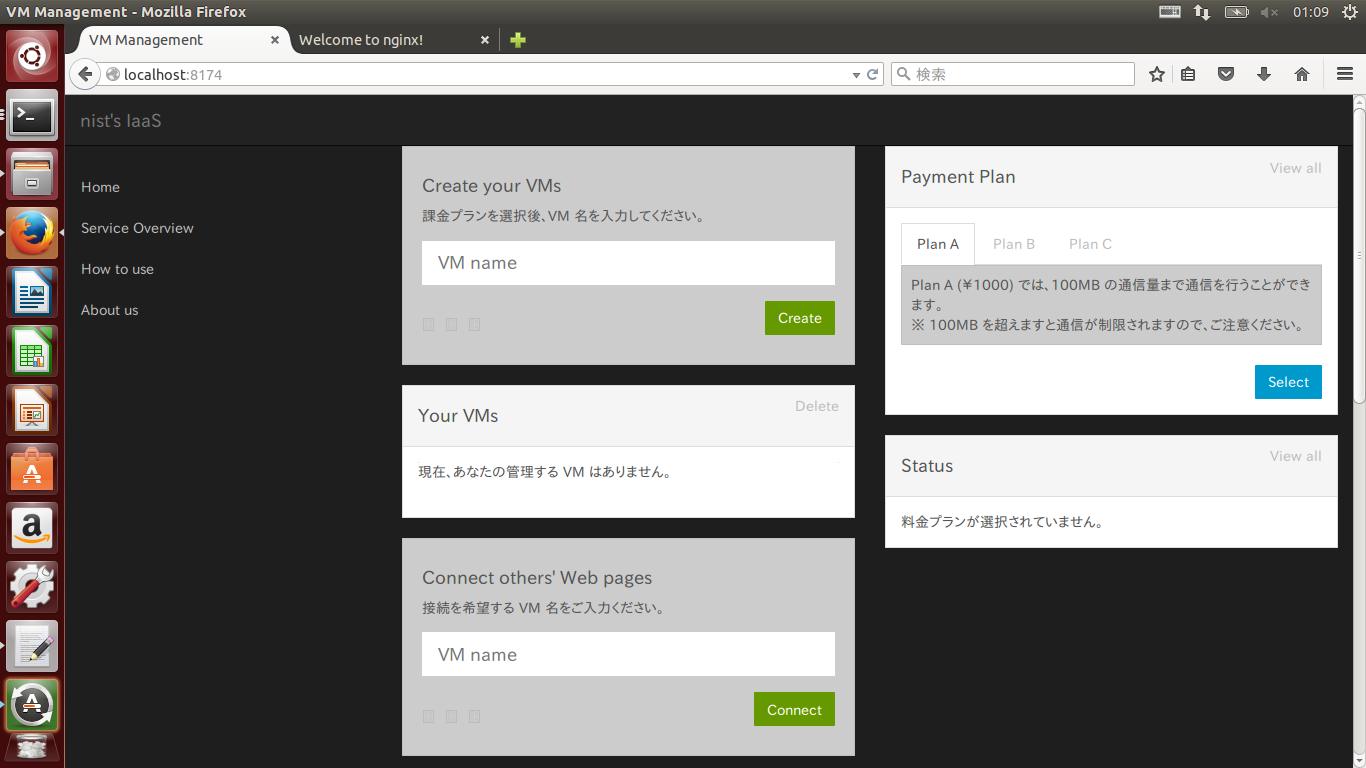 VM Management - Mozilla Firefox
01:09
VM Management
Welcome to nginx!
localhost:8174
検索
nist's IaaS
Home
Service Overview
How to use
About us
Create your VMs
課金プランを選択後、VM 名を入力してください。
VM name
Create
Your VMs
Delete
現在、あなたの管理する VM はありません。
Connect others' Web pages
接続を希望する VM 名をご入力ください。
VM name
Connect
Payment Plan
View all
Plan A
Plan B
Plan C
Plan A (¥1000) では、100MB の通信量まで通信を行うことができ
ます。
※ 100MB を超えますと通信が制限されますので、ご注意ください。
Select
Status
View all
料金プランが選択されていません。